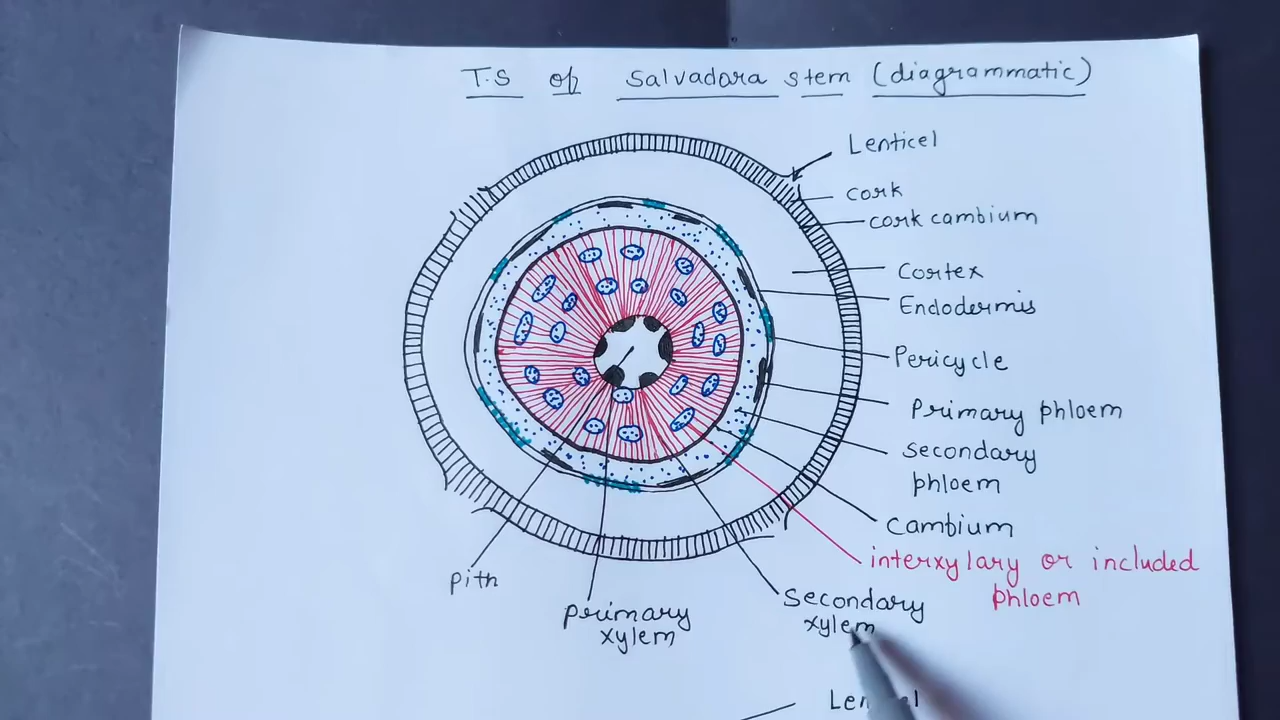 T.S of Salvadora stem (diagrammatic)
Lenticel
cork
cork cambium
Cortex
Endodermis
Pericycle
Primary phloem
secondary
phloem
Cambium
interxylary or included
phloem
Secondary
xylem
Primary
xylem
Pith